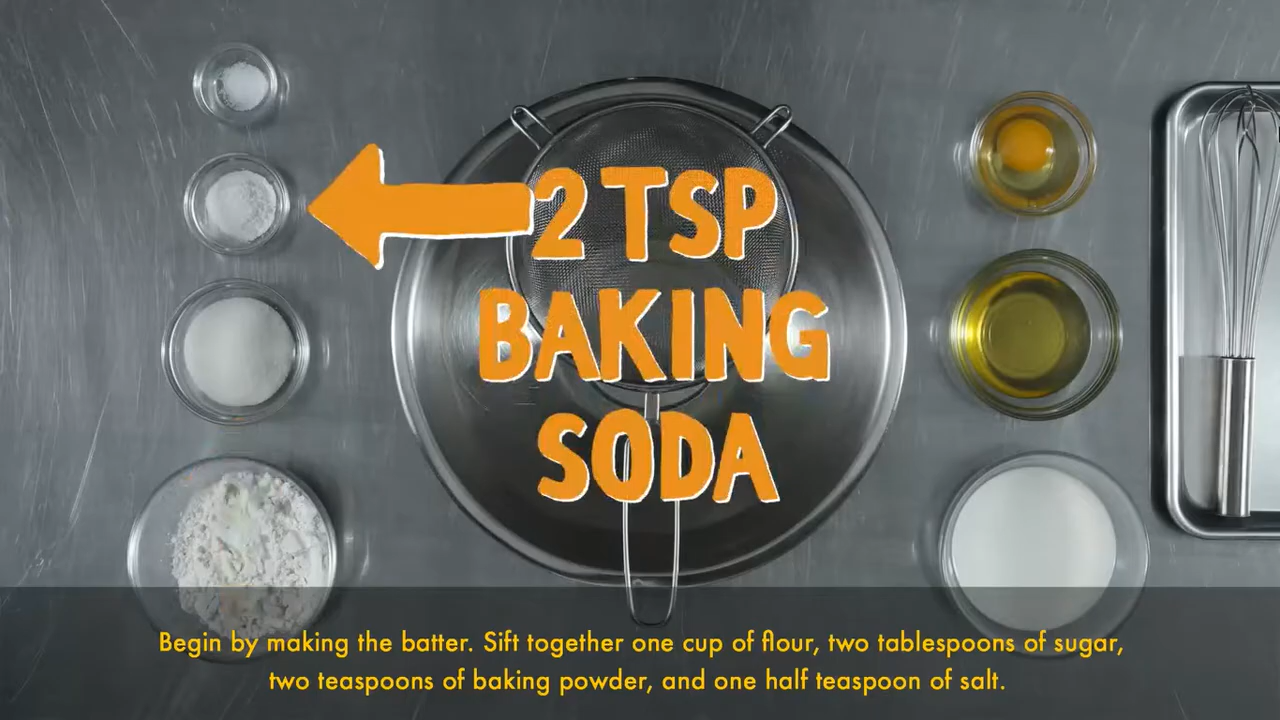 2 TSP
BAKING
SODA
Begin by making the batter. Sift together one cup of flour, two tablespoons of sugar,
two teaspoons of baking powder, and one half teaspoon of salt.